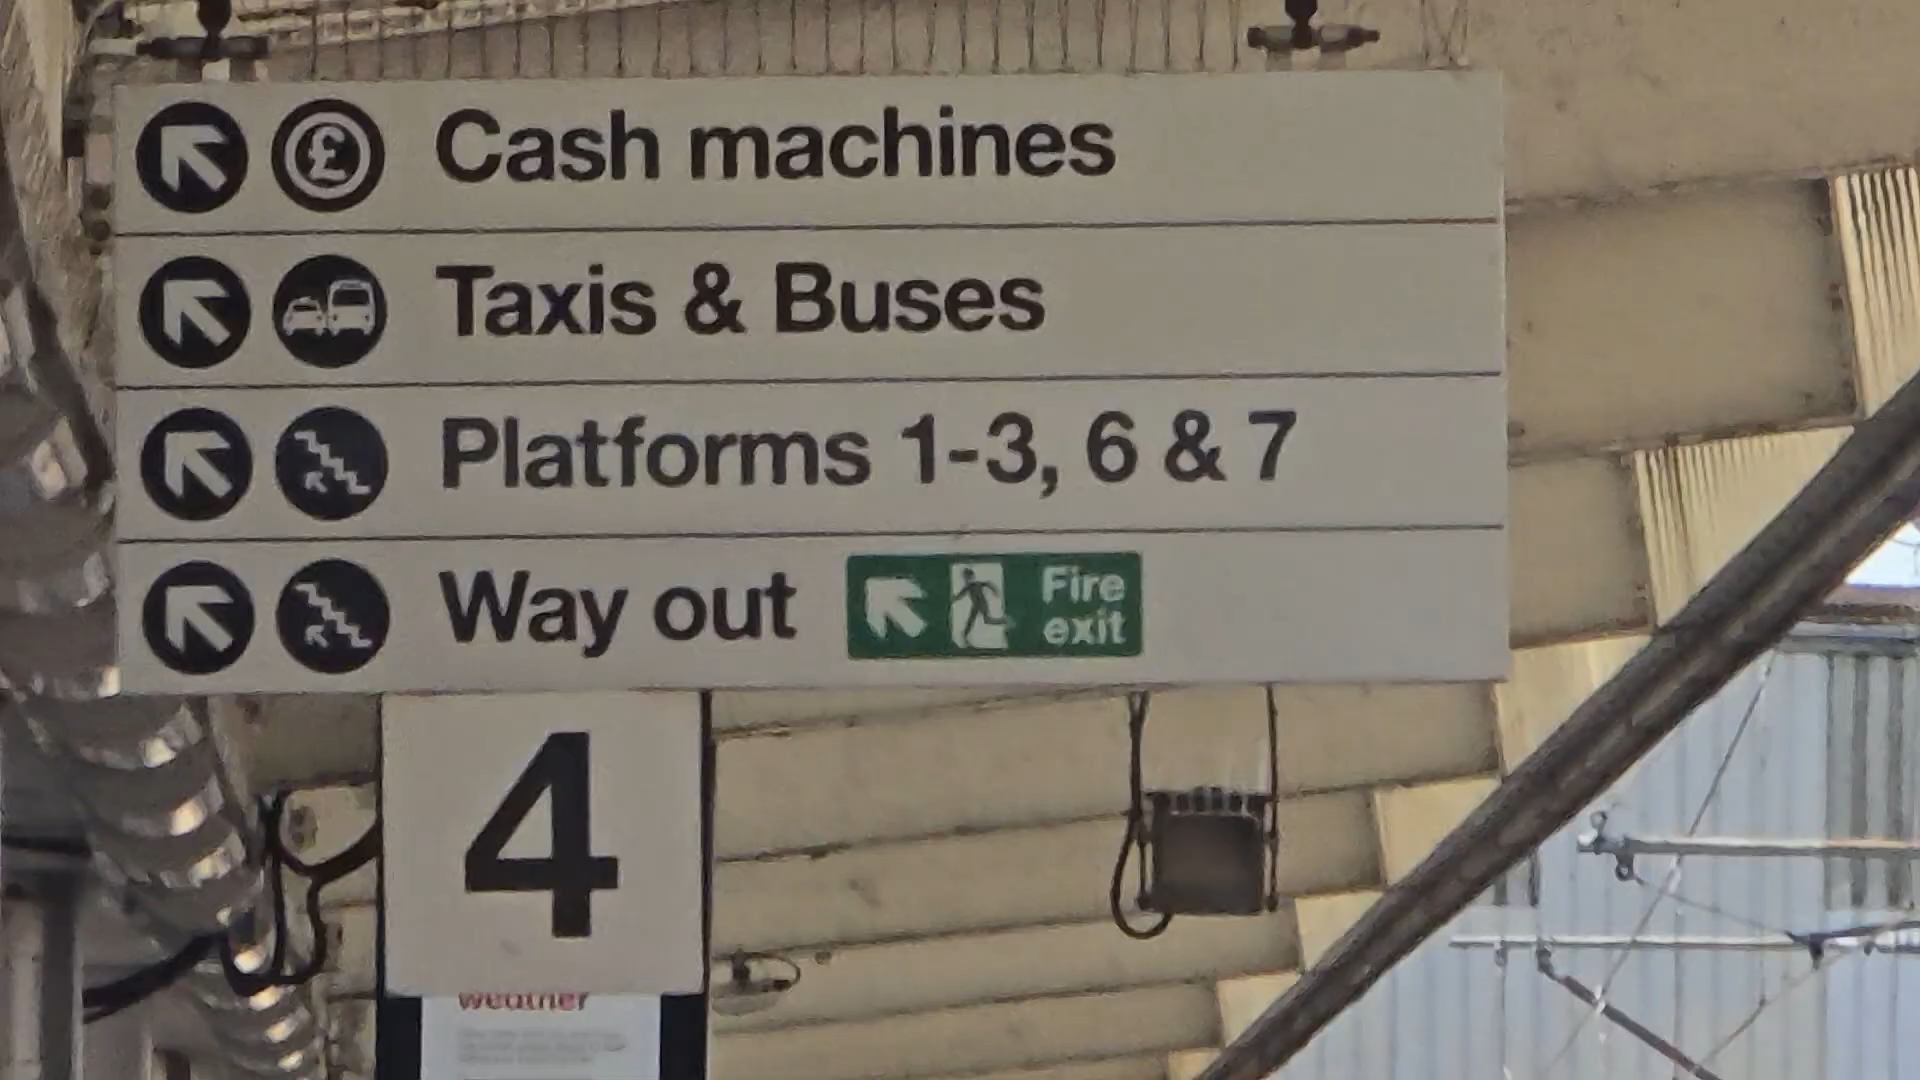 £ Cash machines
Taxis & Buses
Platforms 1-3, 6 & 7
Way out
Fire
exit
4
weather